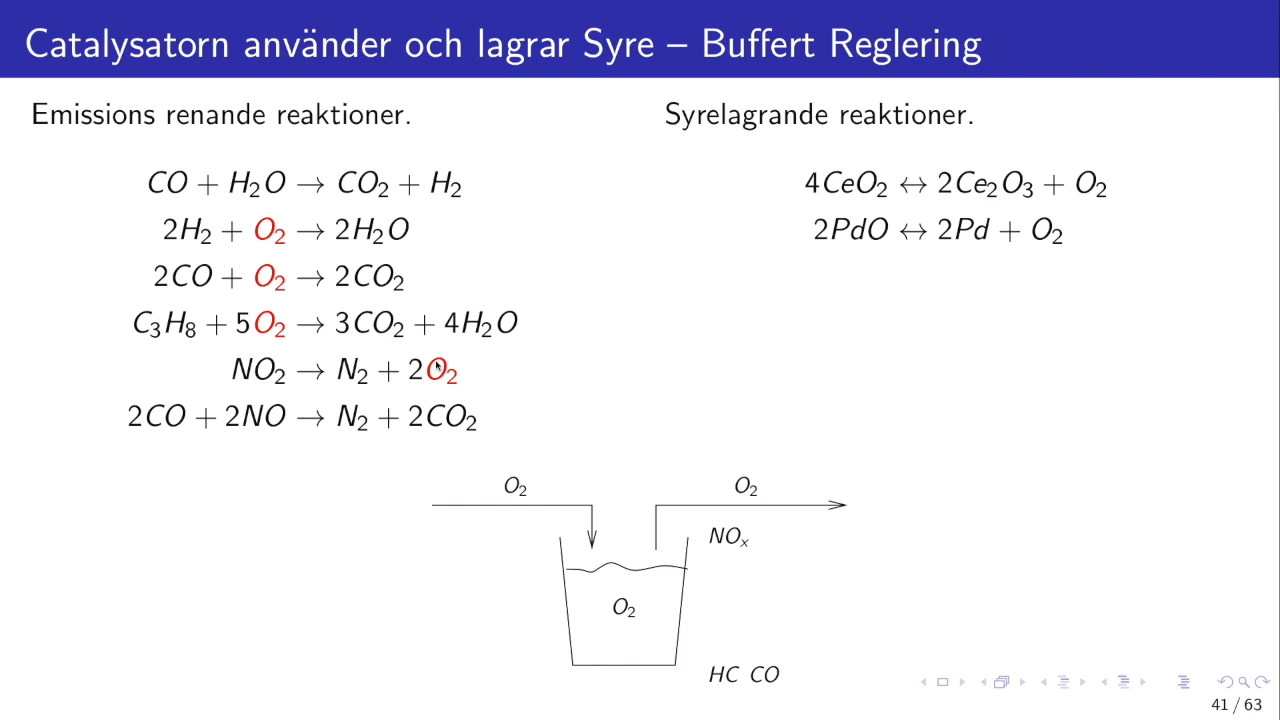 Catalysatorn använder och lagrar Syre – Buffert Reglering
Emissions renande reaktioner.
CO + H₂O → CO₂ + H₂
2H₂ + O₂ → 2H₂O
2CO + O₂ → 2CO₂
C₃H₈ + 5O₂ → 3CO₂ + 4H₂O
NO₂ → N₂ + 2O₂
2CO + 2NO → N₂ + 2CO₂
Syrelagrande reaktioner.
4CeO₂ ↔ 2Ce₂O₃ + O₂
2PdO ↔ 2Pd + O₂
O₂
O₂
NOₓ
O₂
HC CO
41 / 63